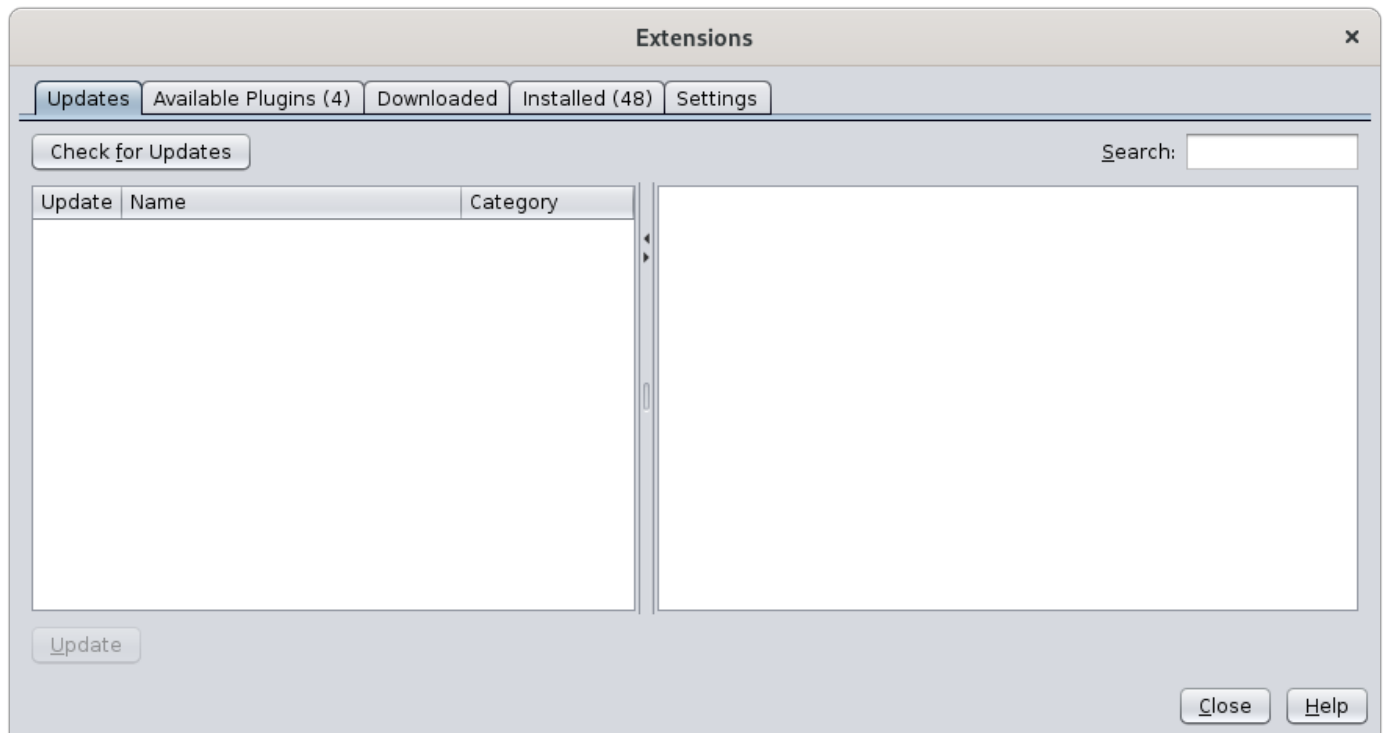 Extensions ×
Updates Available Plugins (4) Downloaded Installed (48) Settings
Check for Updates Search:
Update Name Category
Update
Close Help